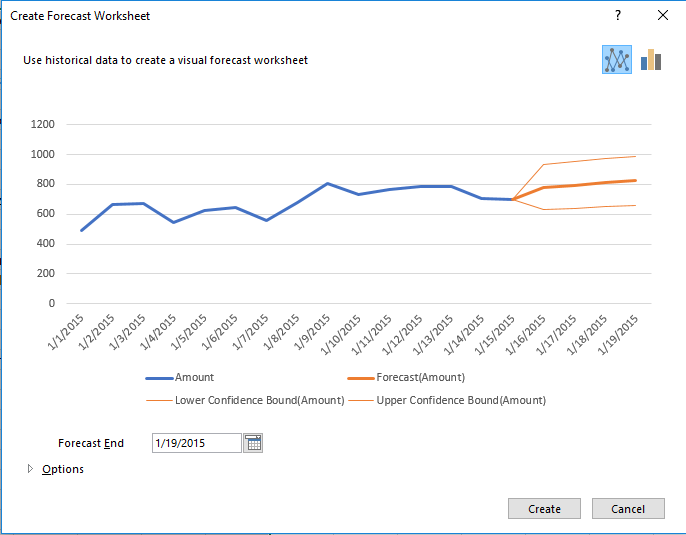 Create Forecast Worksheet
?
Use historical data to create a visual forecast worksheet
1200
1000
800
600
400
200
0
1/1/2015
1/2/2015
1/3/2015
1/4/2015
1/5/2015
1/6/2015
1/7/2015
1/8/2015
1/9/2015
1/10/2015
1/11/2015
1/12/2015
1/13/2015
1/14/2015
1/15/2015
1/16/2015
1/17/2015
1/18/2015
1/19/2015
Amount
Forecast(Amount)
Lower Confidence Bound(Amount)
Upper Confidence Bound(Amount)
Forecast End
1/19/2015
Options
Create
Cancel